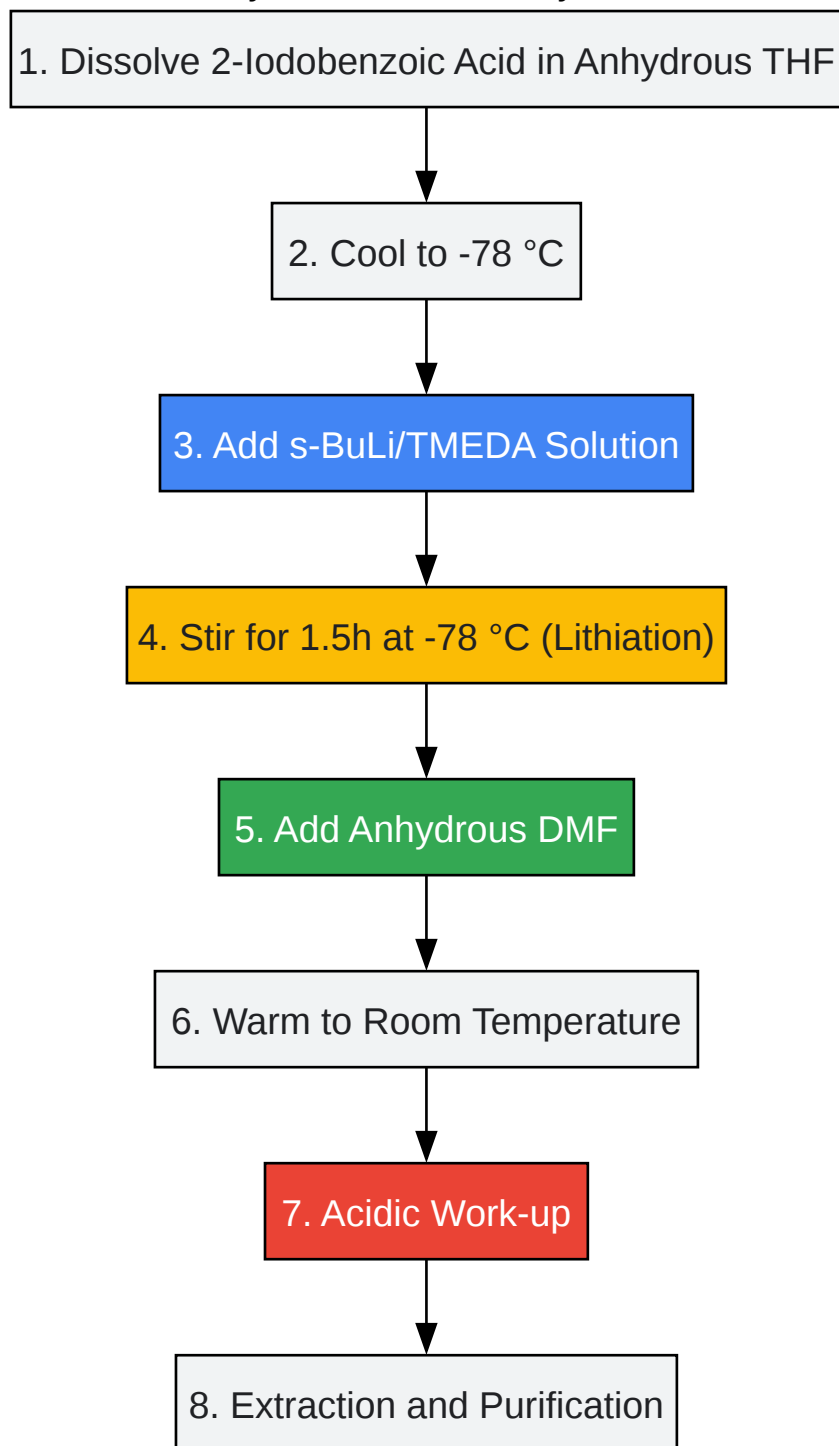 1. Dissolve 2-Iodobenzoic Acid in Anhydrous THF
2. Cool to -78 °C
3. Add s-BuLi/TMEDA Solution
4. Stir for 1.5h at -78 °C (Lithiation)
5. Add Anhydrous DMF
6. Warm to Room Temperature
7. Acidic Work-up
8. Extraction and Purification